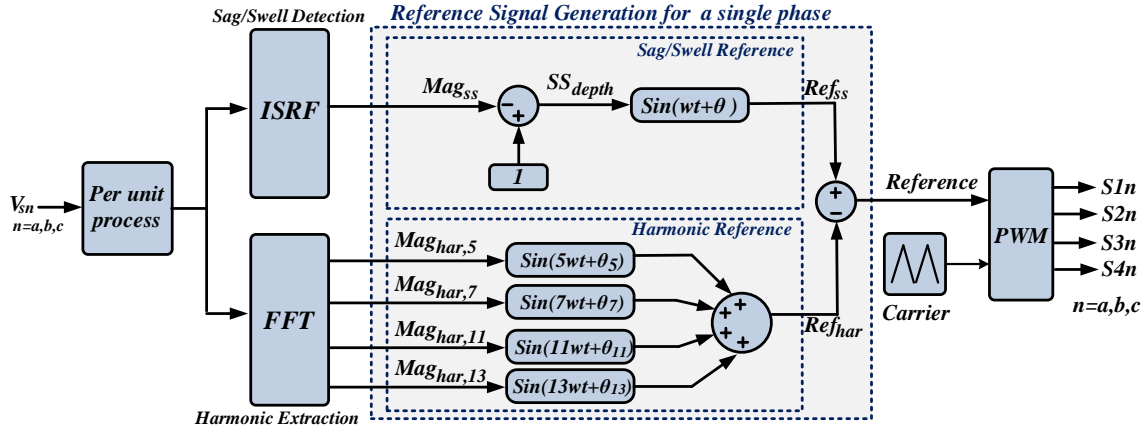 Sag/Swell Detection
Reference Signal Generation for a single phase
Sag/Swell Reference
ISRF
Mag_ss
−
+
SS_depth
Sin(wt+θ )
Ref_ss
1
V_sn
n=a,b,c
Per unit
process
+
−
Reference
PWM
S1n
S2n
S3n
S4n
n=a,b,c
Carrier
Harmonic Reference
FFT
Mag_har,5
Sin(5wt+θ_5)
Mag_har,7
Sin(7wt+θ_7)
Mag_har,11
Sin(11wt+θ_11)
Mag_har,13
Sin(13wt+θ_13)
+
+
+
+
Ref_har
Harmonic Extraction